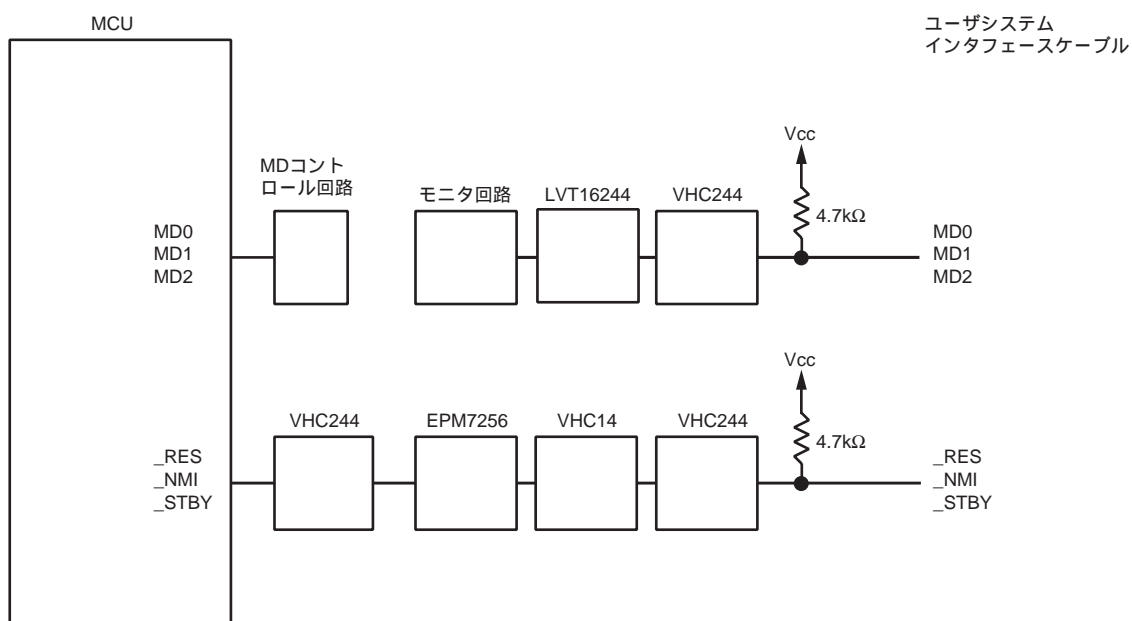 MCU
ユーザシステム
インタフェースケーブル
Vcc
MDコント
ロール回路
モニタ回路
LVT16244
VHC244
4.7kΩ
MD0
MD1
MD2
MD0
MD1
MD2
Vcc
VHC244
EPM7256
VHC14
VHC244
4.7kΩ
_RES
_NMI
_STBY
_RES
_NMI
_STBY